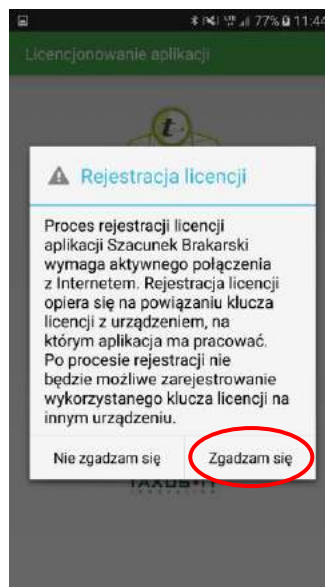 77% 11:44
Licencjonowanie aplikacji
t
Rejestracja licencji
Proces rejestracji licencji
aplikacji Szacunek Brakarski
wymaga aktywnego połączenia
z Internetem. Rejestracja licencji
opiera się na powiązaniu klucza
licencji z urządzeniem, na
którym aplikacja ma pracować.
Po procesie rejestracji nie
będzie możliwe zarejestrowanie
wykorzystanego klucza licencji na
innym urządzeniu.
Nie zgadzam się Zgadzam się